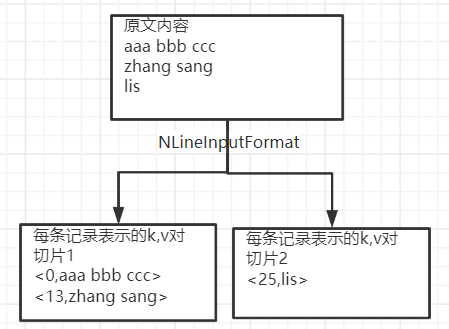 原文内容
aaa bbb ccc
zhang sang
lis
NLineInputFormat
每条记录表示的k,v对
切片1
<0,aaa bbb ccc>
<13,zhang sang>
每条记录表示的k,v对
切片2
<25,lis>